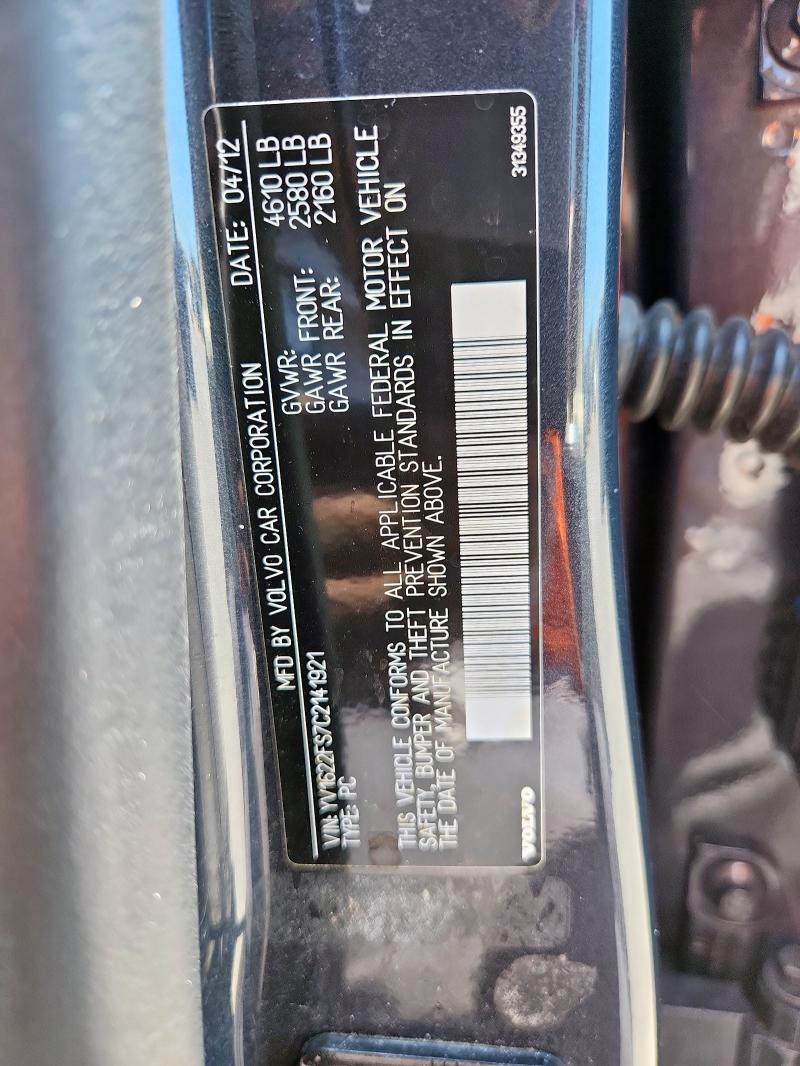 MFD BY VOLVO CAR CORPORATION DATE: 04/12
GVWR: 4610 LB
GAWR FRONT: 2580 LB
GAWR REAR: 2160 LB
VIN: YV1622FS7C2141921
TYPE: PC
THIS VEHICLE CONFORMS TO ALL APPLICABLE FEDERAL MOTOR VEHICLE
SAFETY, BUMPER AND THEFT PREVENTION STANDARDS IN EFFECT ON
THE DATE OF MANUFACTURE SHOWN ABOVE.
VOLVO 31349355